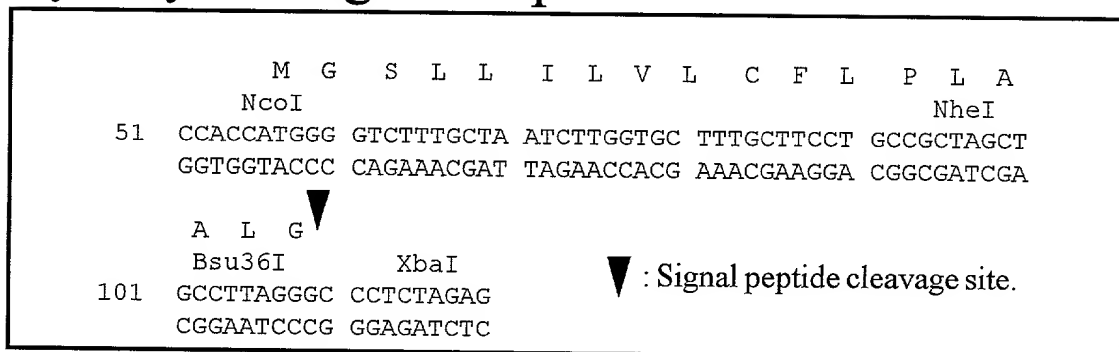 M G S L L I L V L C F L P L A
NcoI NheI
51 CCACCATGGG GTCTTTGCTA ATCTTGGTGC TTTGCTTCCT GCCGCTAGCT
GGTGGTACCC CAGAAACGAT TAGAACCACG AAACGAAGGA CGGCGATCGA
A L G
Bsu36I XbaI
▼ : Signal peptide cleavage site.
101 GCCTTAGGGC CCTCTAGAG
CGGAATCCCG GGAGATCTC